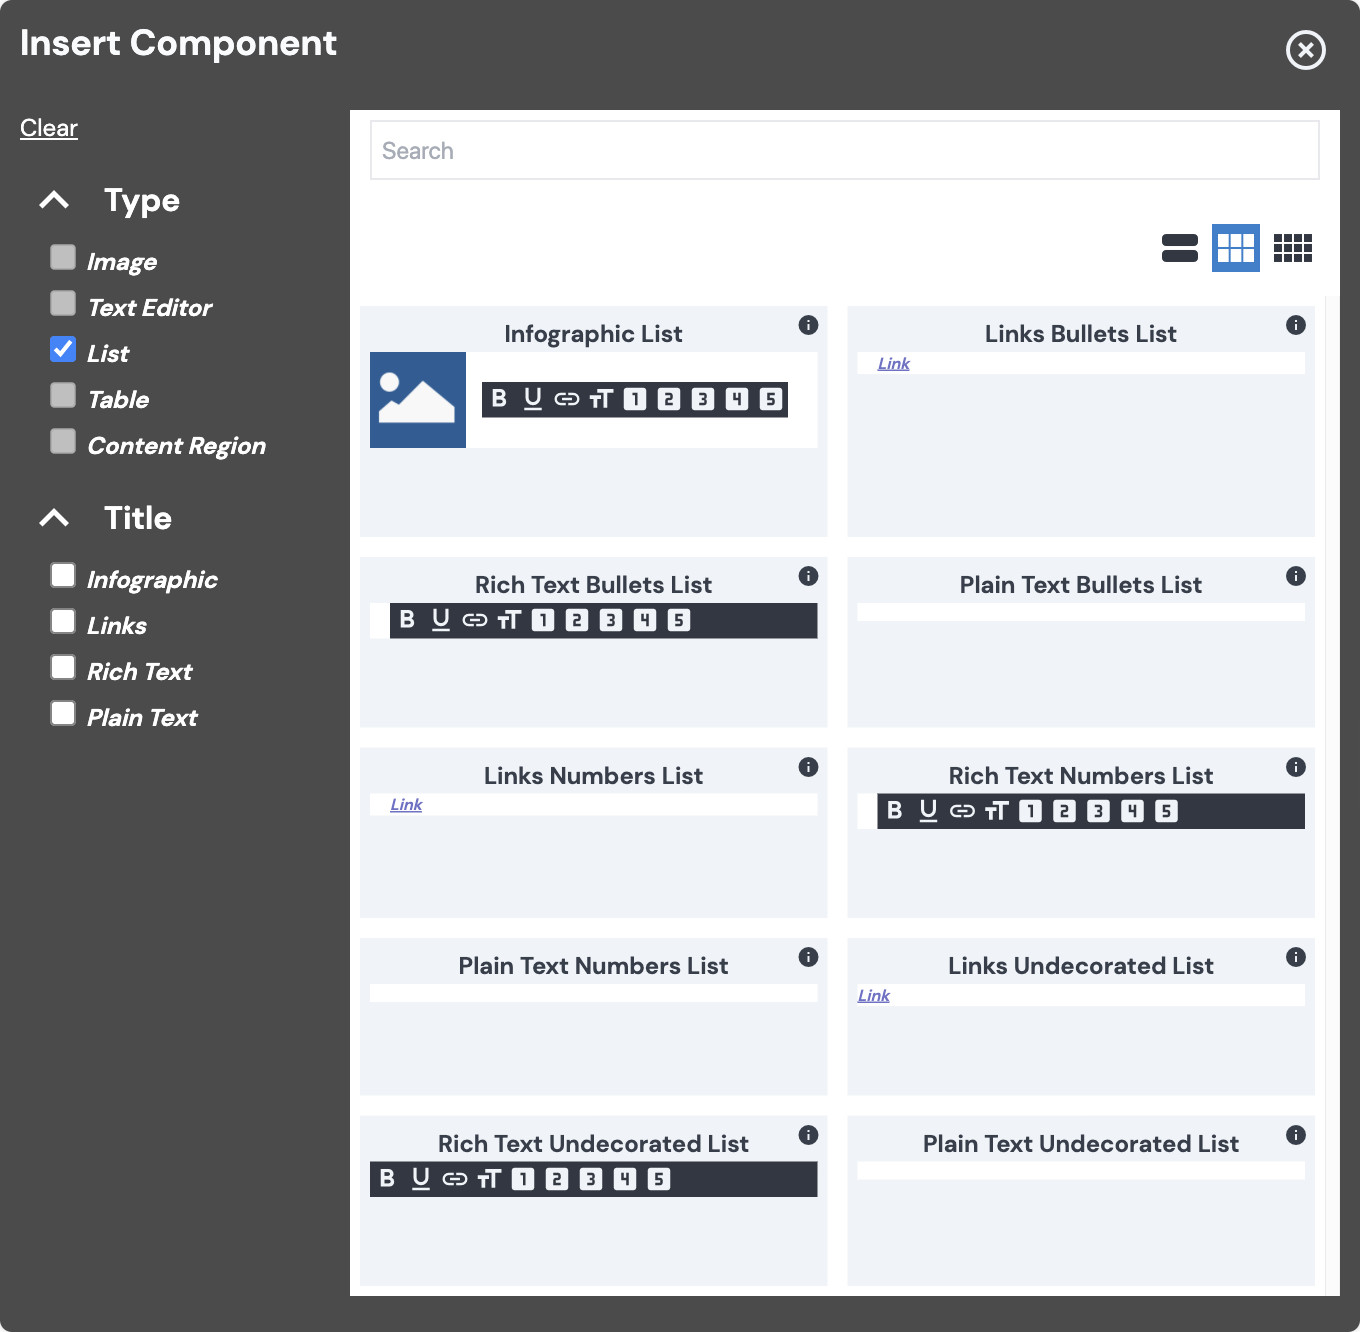 Insert Component
Clear
Type
Image
Text Editor
List
Table
Content Region
Title
Infographic
Links
Rich Text
Plain Text
Search
Infographic List
B U TT 1 2 3 4 5
Links Bullets List
Link
Rich Text Bullets List
B U TT 1 2 3 4 5
Plain Text Bullets List
Links Numbers List
Link
Rich Text Numbers List
B U TT 1 2 3 4 5
Plain Text Numbers List
Links Undecorated List
Link
Rich Text Undecorated List
B U TT 1 2 3 4 5
Plain Text Undecorated List